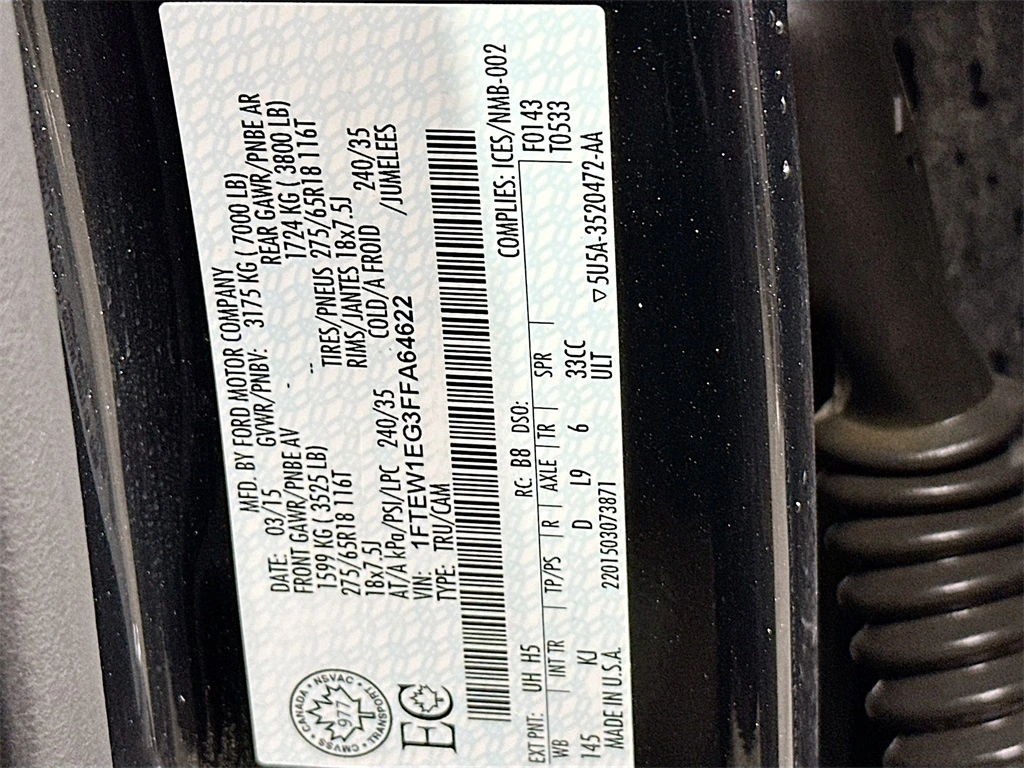 MFD. BY FORD MOTOR COMPANY
DATE: 03/15 GVWR/PNBV: 3175 KG ( 7000 LB)
FRONT GAWR/PNBE AV REAR GAWR/PNBE AR
1599 KG ( 3525 LB) 1724 KG ( 3800 LB)
275/65R18 116T -- TIRES/PNEUS 275/65R18 116T
18x7.5J RIMS/JANTES 18x7.5J
AT/A kPa/PSI/LPC 240/35 COLD/A FROID 240/35
VIN: 1FTEW1EG3FFA64622 /JUMELEES
TYPE: TRU/CAM
CANADA • NSVAC • TRANSPORT • CMVSS •
977
EC
COMPLIES: ICES/NMB-002
EXT PNT: UH H5 RC: B8 DSO: F0143
WB | INT TR | TP/PS | R | AXLE | TR | SPR | T0533
145 KJ D L9 6 33CC
ULT
MADE IN U.S.A. 2201503073871 ▽5U5A-3520472-AA